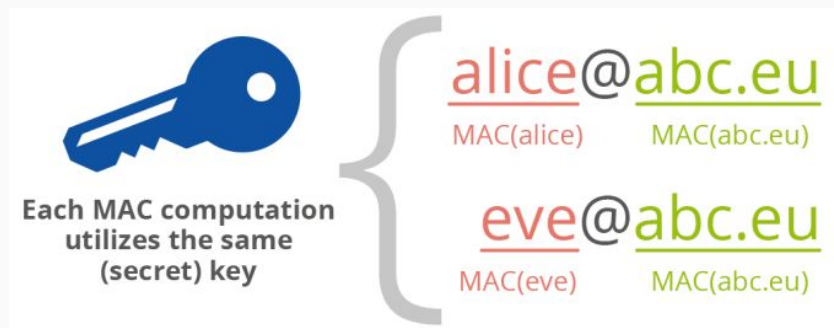 Each MAC computation
utilizes the same
(secret) key
alice@abc.eu
MAC(alice) MAC(abc.eu)
eve@abc.eu
MAC(eve) MAC(abc.eu)